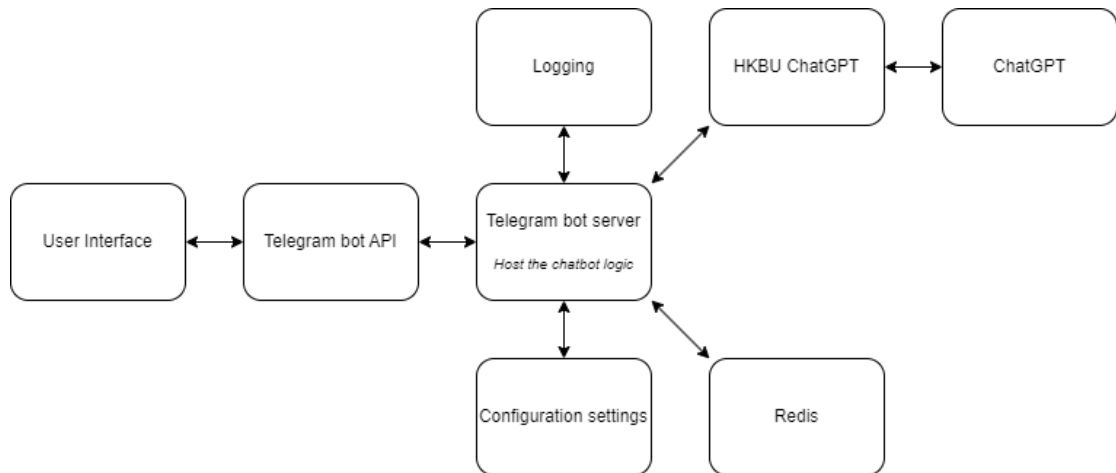 Logging
HKBU ChatGPT
ChatGPT
User Interface
Telegram bot API
Telegram bot server
Host the chatbot logic
Configuration settings
Redis